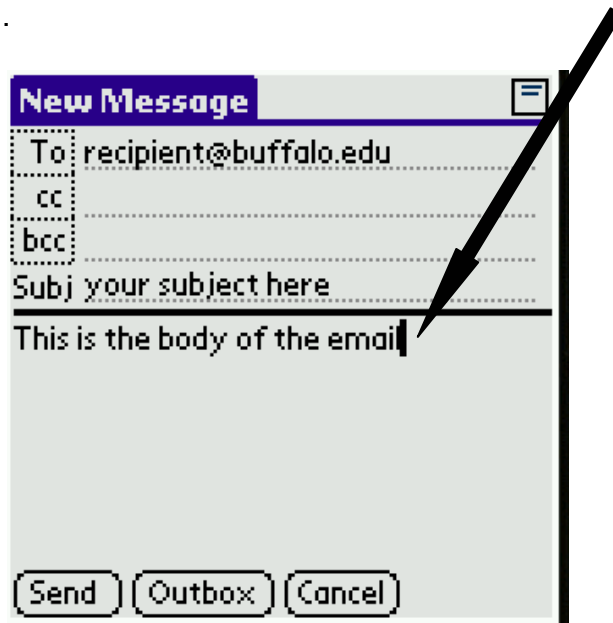 .
New Message
To recipient@buffalo.edu
cc
bcc
Subj your subject here
This is the body of the email
Send Outbox Cancel